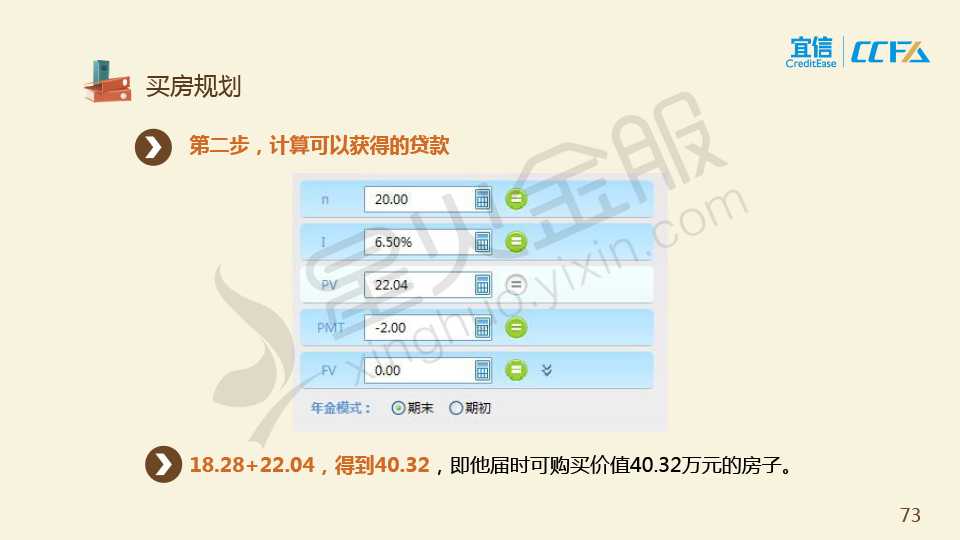 宜信
CreditEase
CCFA
买房规划
第二步，计算可以获得的贷款
n 20.00
I 6.50%
PV 22.04
PMT -2.00
FV 0.00
年金模式： 期末 期初
星火金服
xinghuo.yixin.com
18.28+22.04，得到40.32，即他届时可购买价值40.32万元的房子。
73